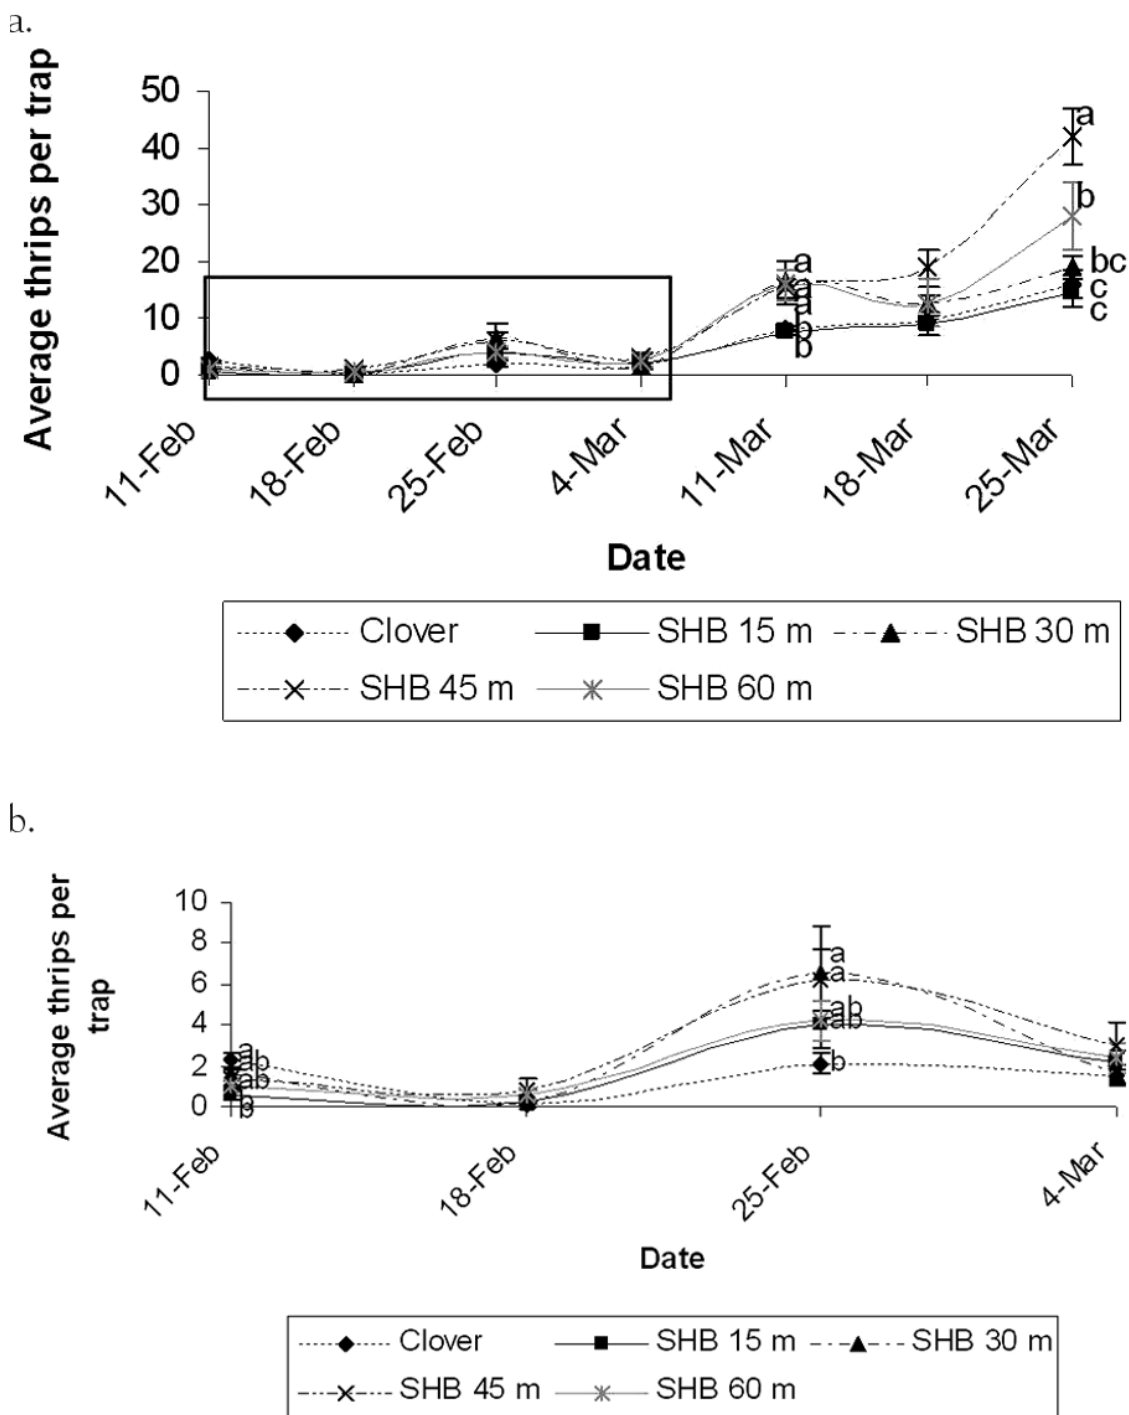 a.
Average thrips per trap
50
40
30
20
10
0
a
b
bc
c
c
a
a
a
b
b
11-Feb
18-Feb
25-Feb
4-Mar
11-Mar
18-Mar
25-Mar
Date
Clover SHB 15 m SHB 30 m
SHB 45 m SHB 60 m
b.
Average thrips per
trap
10
8
6
4
2
0
a
ab
ab
b
a
a
ab
ab
b
11-Feb
18-Feb
25-Feb
4-Mar
Date
Clover SHB 15 m SHB 30 m
SHB 45 m SHB 60 m